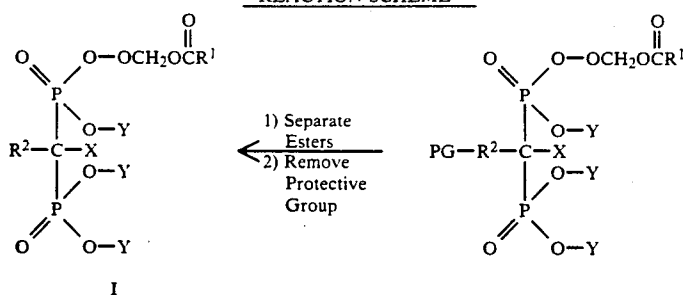 REACTION SCHEME
O
O O—OCH₂OCR¹
P
O—Y
R²—C—X
O—Y
P
O O—Y
I
1) Separate
Esters
2) Remove
Protective
Group
O
O O—OCH₂OCR¹
P
O—Y
PG—R²—C—X
O—Y
P
O O—Y